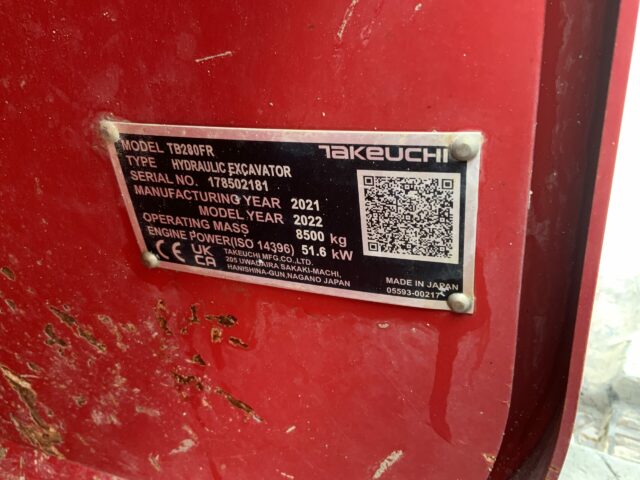 TAKEUCHI
MODEL TB280FR
TYPE HYDRAULIC EXCAVATOR
SERIAL NO. 178502181
MANUFACTURING YEAR 2021
MODEL YEAR 2022
OPERATING MASS 8500 kg
ENGINE POWER(ISO 14396) 51.6 kW
CE UK CA
TAKEUCHI MFG.CO.,LTD.
205 UWADAIRA SAKAKI-MACHI,
HANISHINA-GUN,NAGANO JAPAN
MADE IN JAPAN
05593-00217